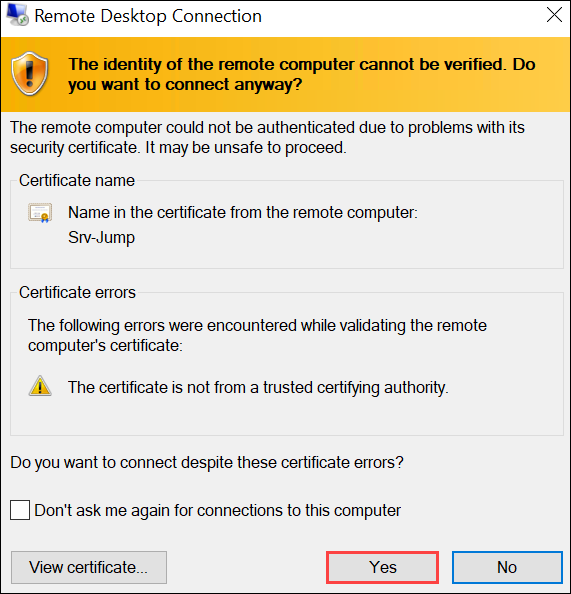 Remote Desktop Connection
The identity of the remote computer cannot be verified. Do
you want to connect anyway?
The remote computer could not be authenticated due to problems with its
security certificate. It may be unsafe to proceed.
Certificate name
Name in the certificate from the remote computer:
Srv-Jump
Certificate errors
The following errors were encountered while validating the remote
computer's certificate:
The certificate is not from a trusted certifying authority.
Do you want to connect despite these certificate errors?
Don't ask me again for connections to this computer
View certificate... Yes No